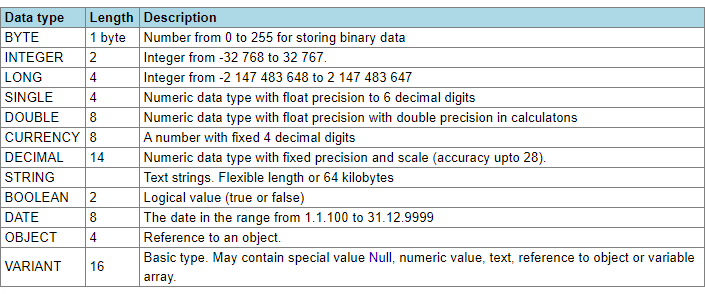 Data type Length Description
BYTE 1 byte Number from 0 to 255 for storing binary data
INTEGER 2 Integer from -32 768 to 32 767.
LONG 4 Integer from -2 147 483 648 to 2 147 483 647
SINGLE 4 Numeric data type with float precision to 6 decimal digits
DOUBLE 8 Numeric data type with float precision with double precision in calculatons
CURRENCY 8 A number with fixed 4 decimal digits
DECIMAL 14 Numeric data type with fixed precision and scale (accuracy upto 28).
STRING Text strings. Flexible length or 64 kilobytes
BOOLEAN 2 Logical value (true or false)
DATE 8 The date in the range from 1.1.100 to 31.12.9999
OBJECT 4 Reference to an object.
VARIANT 16 Basic type. May contain special value Null, numeric value, text, reference to object or variable
array.